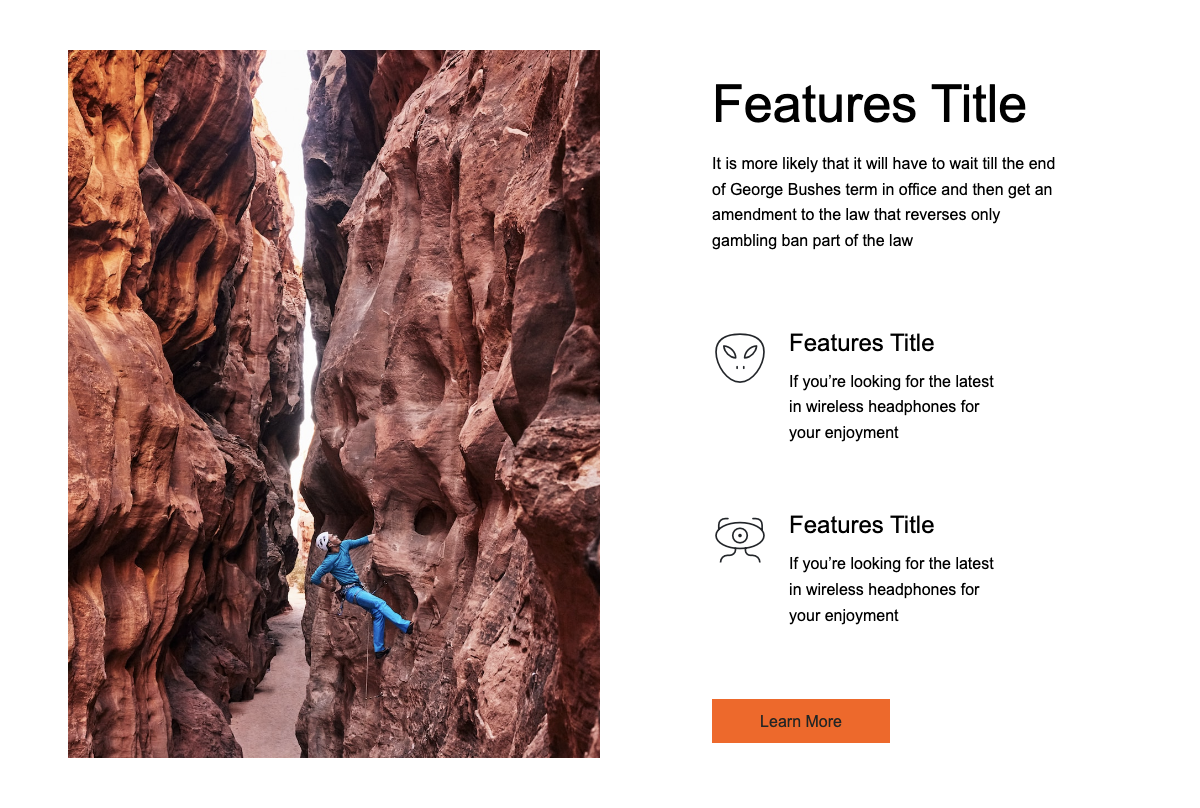 Features Title
It is more likely that it will have to wait till the end
of George Bushes term in office and then get an
amendment to the law that reverses only
gambling ban part of the law
Features Title
If you’re looking for the latest
in wireless headphones for
your enjoyment
Features Title
If you’re looking for the latest
in wireless headphones for
your enjoyment
Learn More